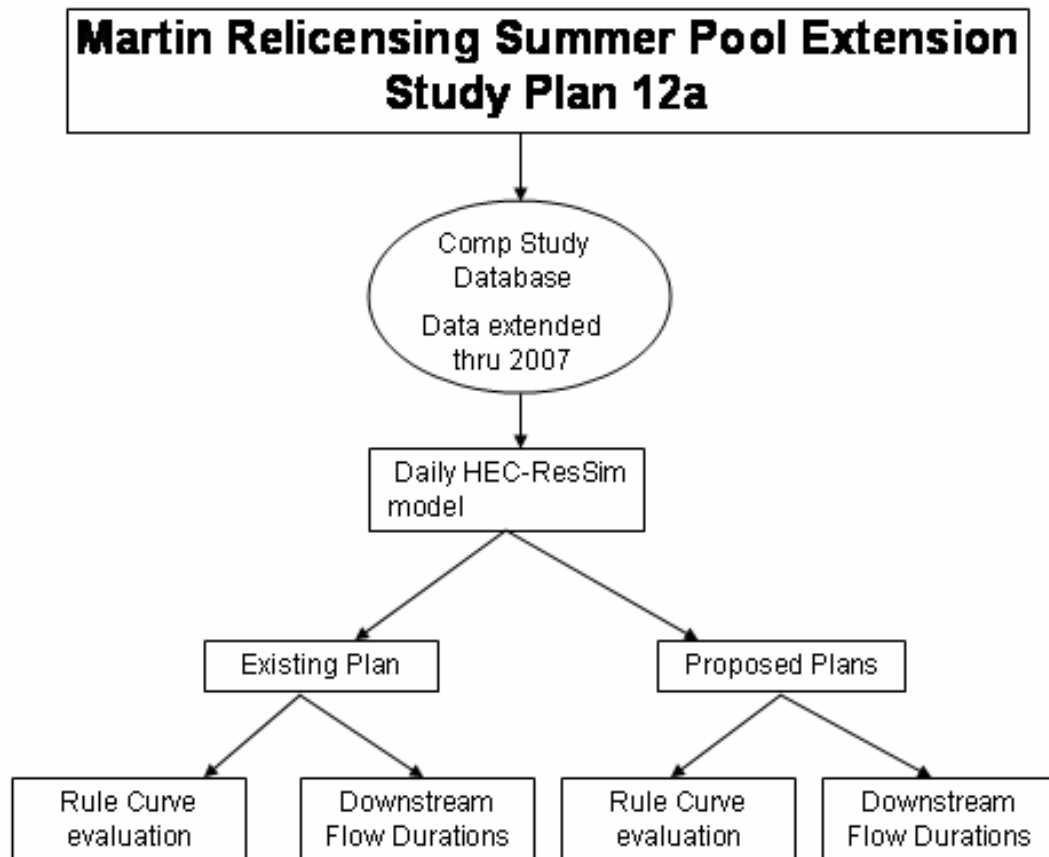 Martin Relicensing Summer Pool Extension
Study Plan 12a
Comp Study
Database
Data extended
thru 2007
Daily HEC-ResSim
model
Existing Plan
Proposed Plans
Rule Curve
evaluation
Downstream
Flow Durations
Rule Curve
evaluation
Downstream
Flow Durations